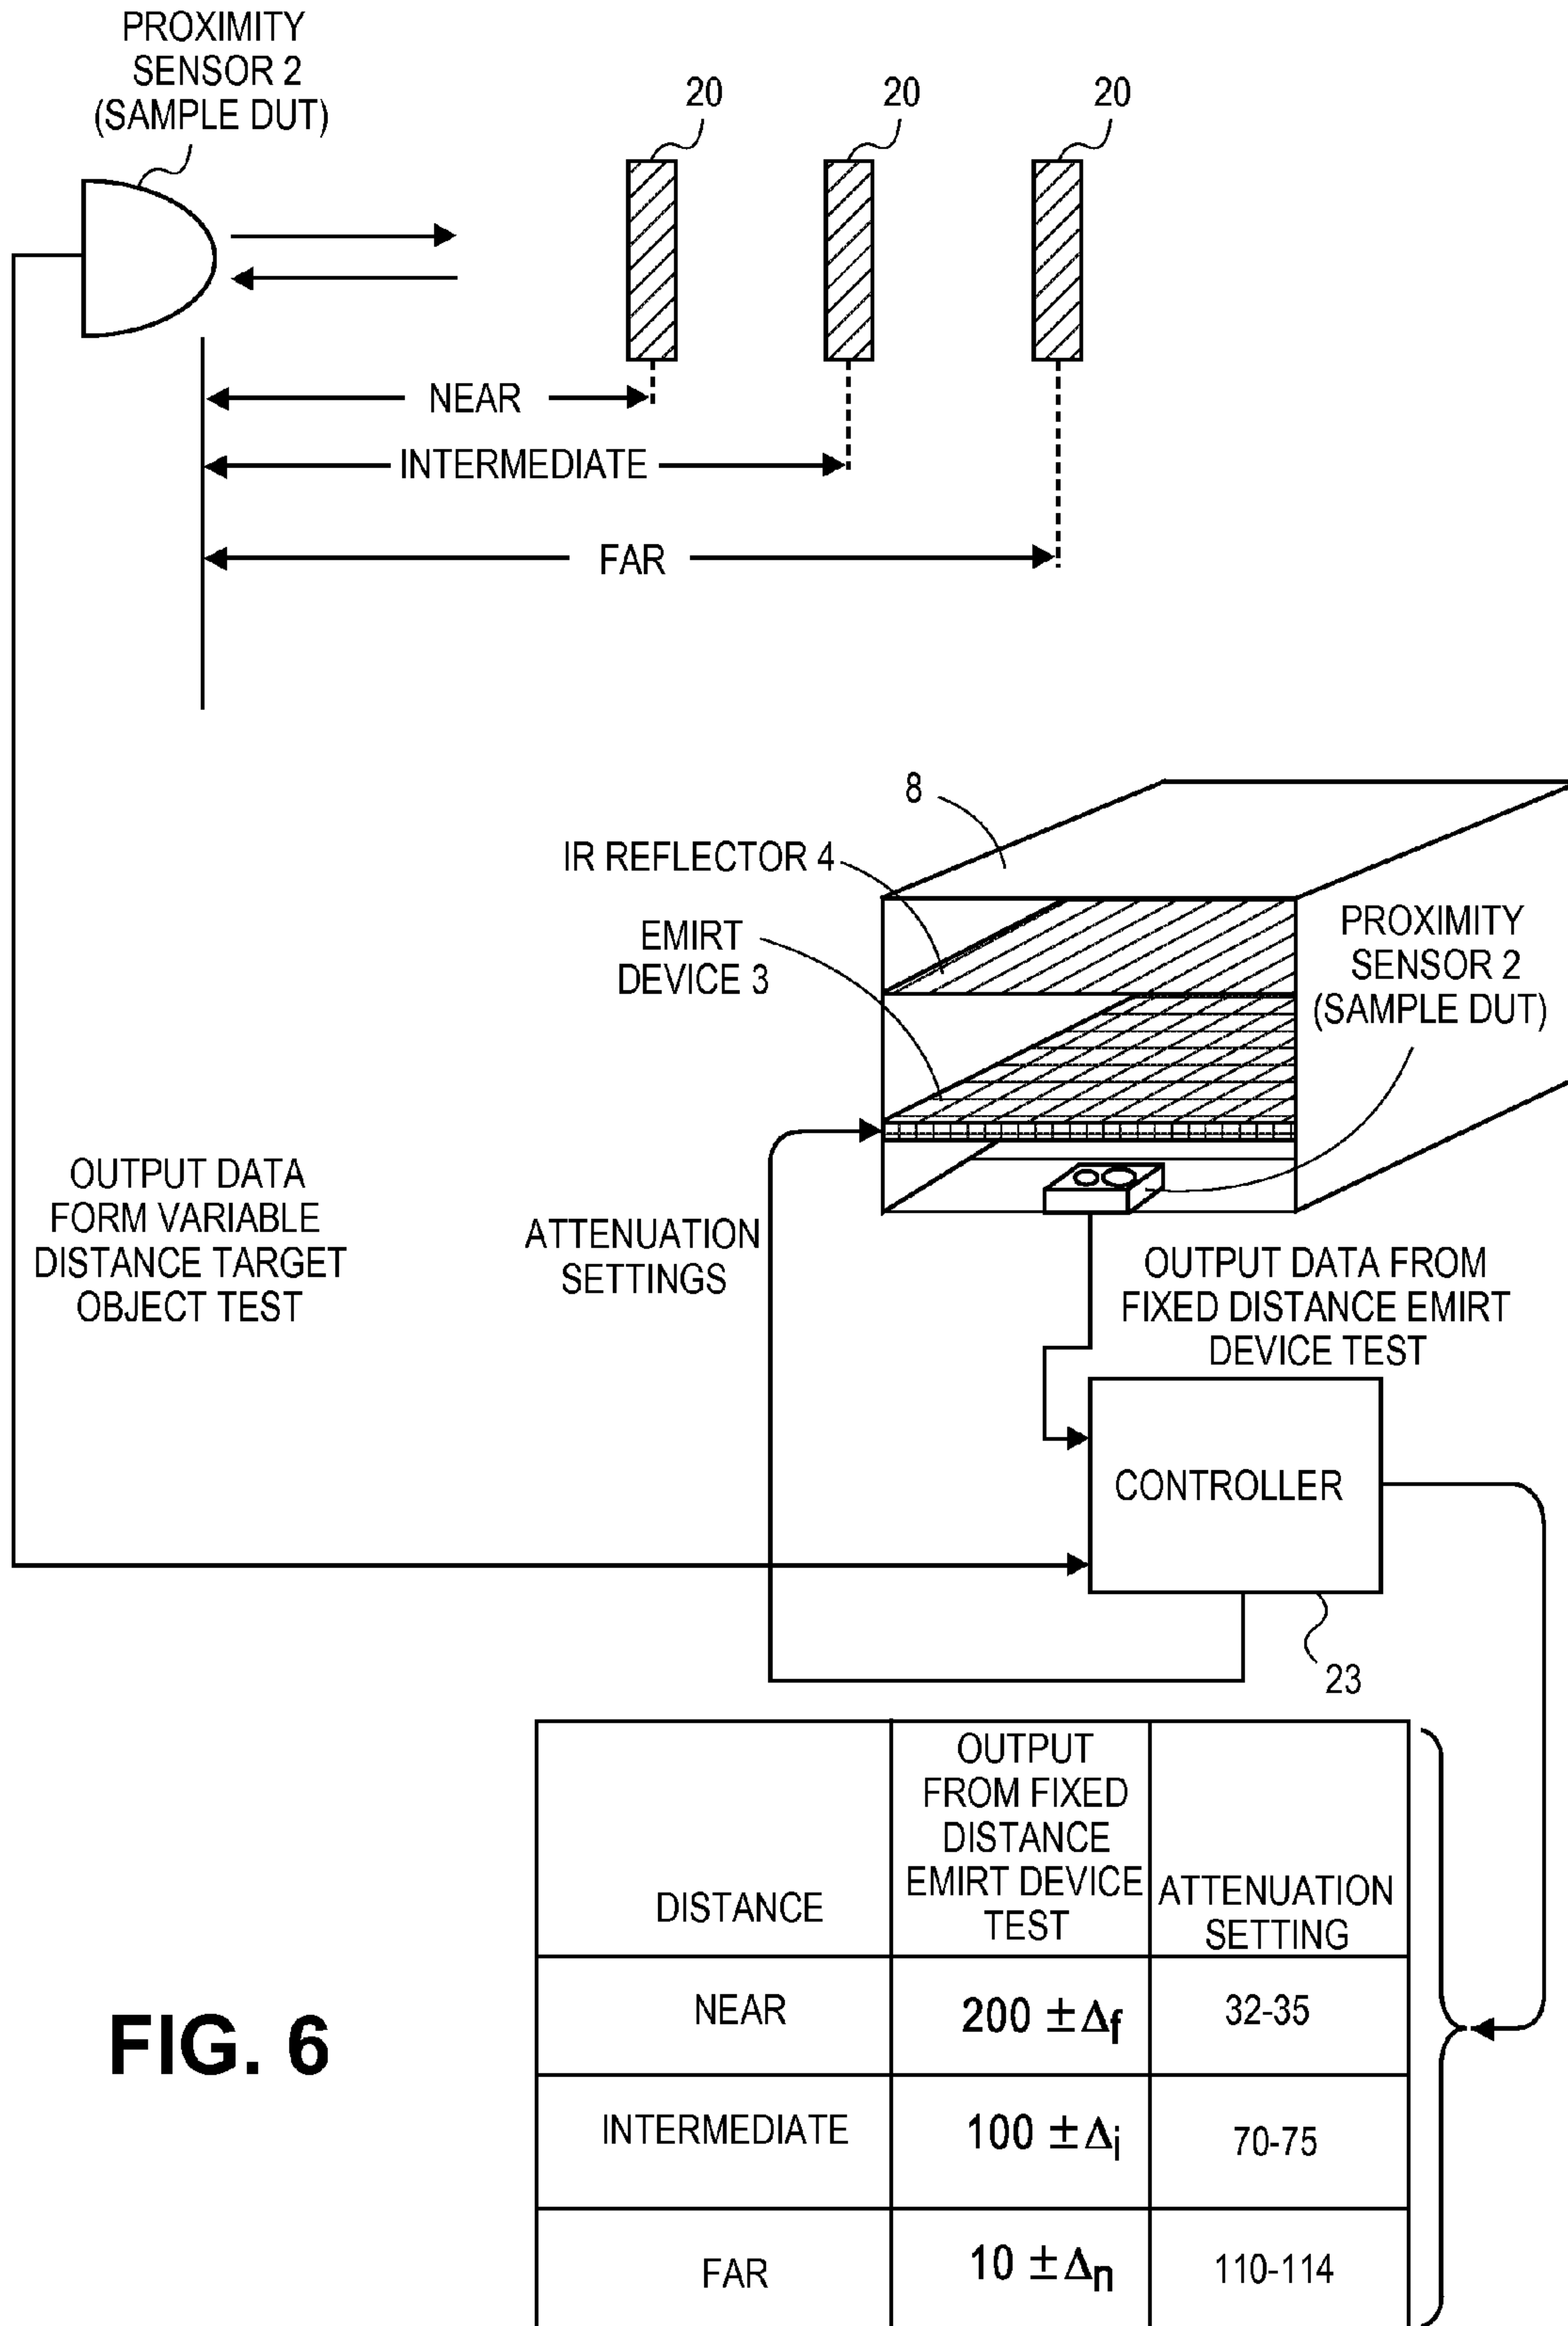 PROXIMITY
SENSOR 2
(SAMPLE DUT)
20
20
20
NEAR
INTERMEDIATE
FAR
8
IR REFLECTOR 4
EMIRT
DEVICE 3
PROXIMITY
SENSOR 2
(SAMPLE DUT)
OUTPUT DATA
FORM VARIABLE
DISTANCE TARGET
OBJECT TEST
ATTENUATION
SETTINGS
OUTPUT DATA FROM
FIXED DISTANCE EMIRT
DEVICE TEST
CONTROLLER
23
DISTANCE
OUTPUT
FROM FIXED
DISTANCE
EMIRT DEVICE
TEST
ATTENUATION
SETTING
NEAR
200 ±Δf
32-35
INTERMEDIATE
100 ±Δi
70-75
FAR
10 ±Δn
110-114
FIG. 6